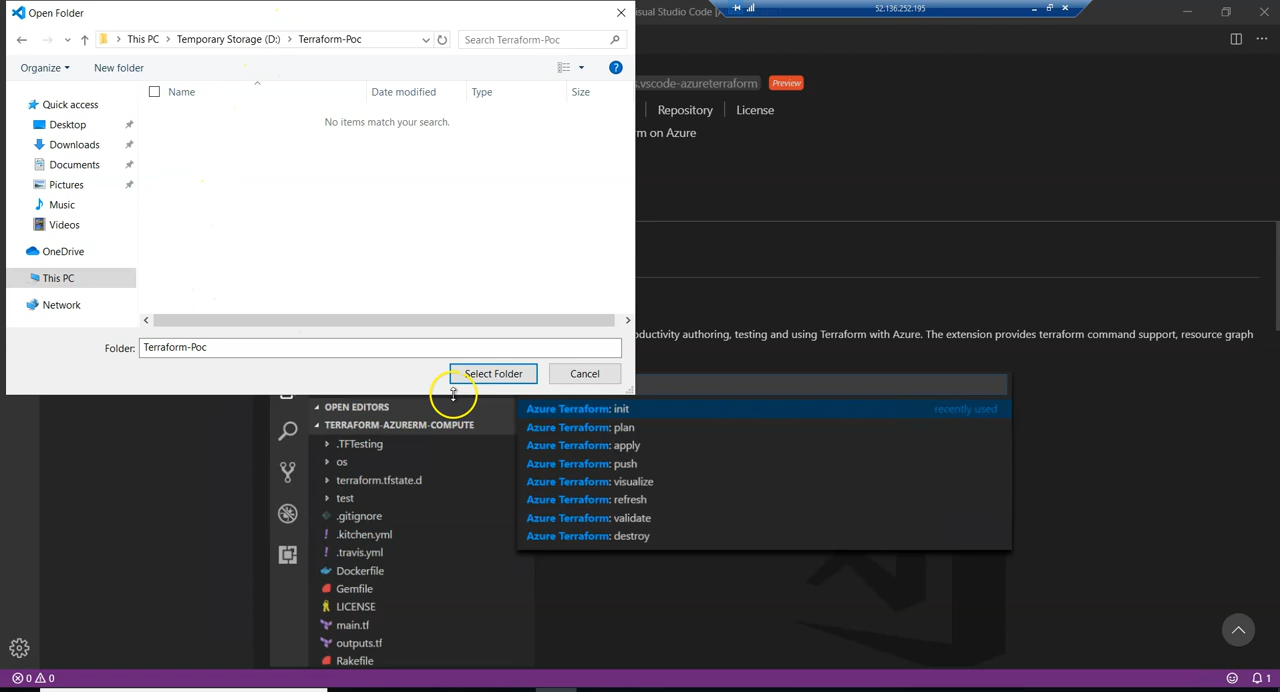 Open Folder
isual Studio Code [
52.136.252.195
This PC > Temporary Storage (D:) > Terraform-Poc
Search Terraform-Poc
Organize
New folder
Name
Date modified
Type
Size
No items match your search.
Quick access
Desktop
Downloads
Documents
Pictures
Music
Videos
OneDrive
This PC
Network
Folder:
Terraform-Poc
Select Folder
Cancel
s.vscode-azureterraform
Preview
Repository
License
rm on Azure
oductivity authoring, testing and using Terraform with Azure. The extension provides terraform command support, resource graph
OPEN EDITORS
TERRAFORM-AZURERM-COMPUTE
.TFTesting
os
terraform.tfstate.d
test
.gitignore
.kitchen.yml
.travis.yml
Dockerfile
Gemfile
LICENSE
main.tf
outputs.tf
Rakefile
Azure Terraform: init
recently used
Azure Terraform: plan
Azure Terraform: apply
Azure Terraform: push
Azure Terraform: visualize
Azure Terraform: refresh
Azure Terraform: validate
Azure Terraform: destroy
0 0
1